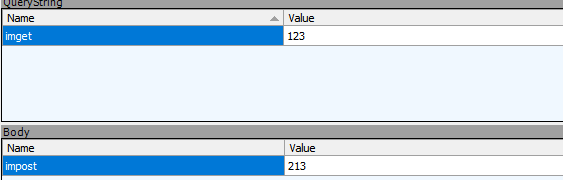 QueryString
Name Value
imget 123
Body
Name Value
impost 213